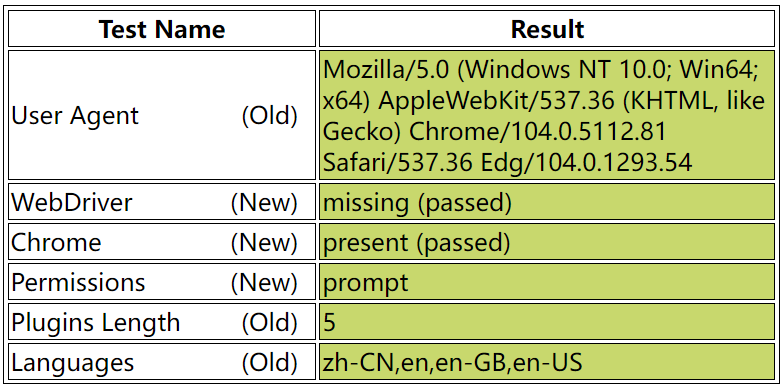 Test Name Result
User Agent (Old) Mozilla/5.0 (Windows NT 10.0; Win64;
x64) AppleWebKit/537.36 (KHTML, like
Gecko) Chrome/104.0.5112.81
Safari/537.36 Edg/104.0.1293.54
WebDriver (New) missing (passed)
Chrome (New) present (passed)
Permissions (New) prompt
Plugins Length (Old) 5
Languages (Old) zh-CN,en,en-GB,en-US